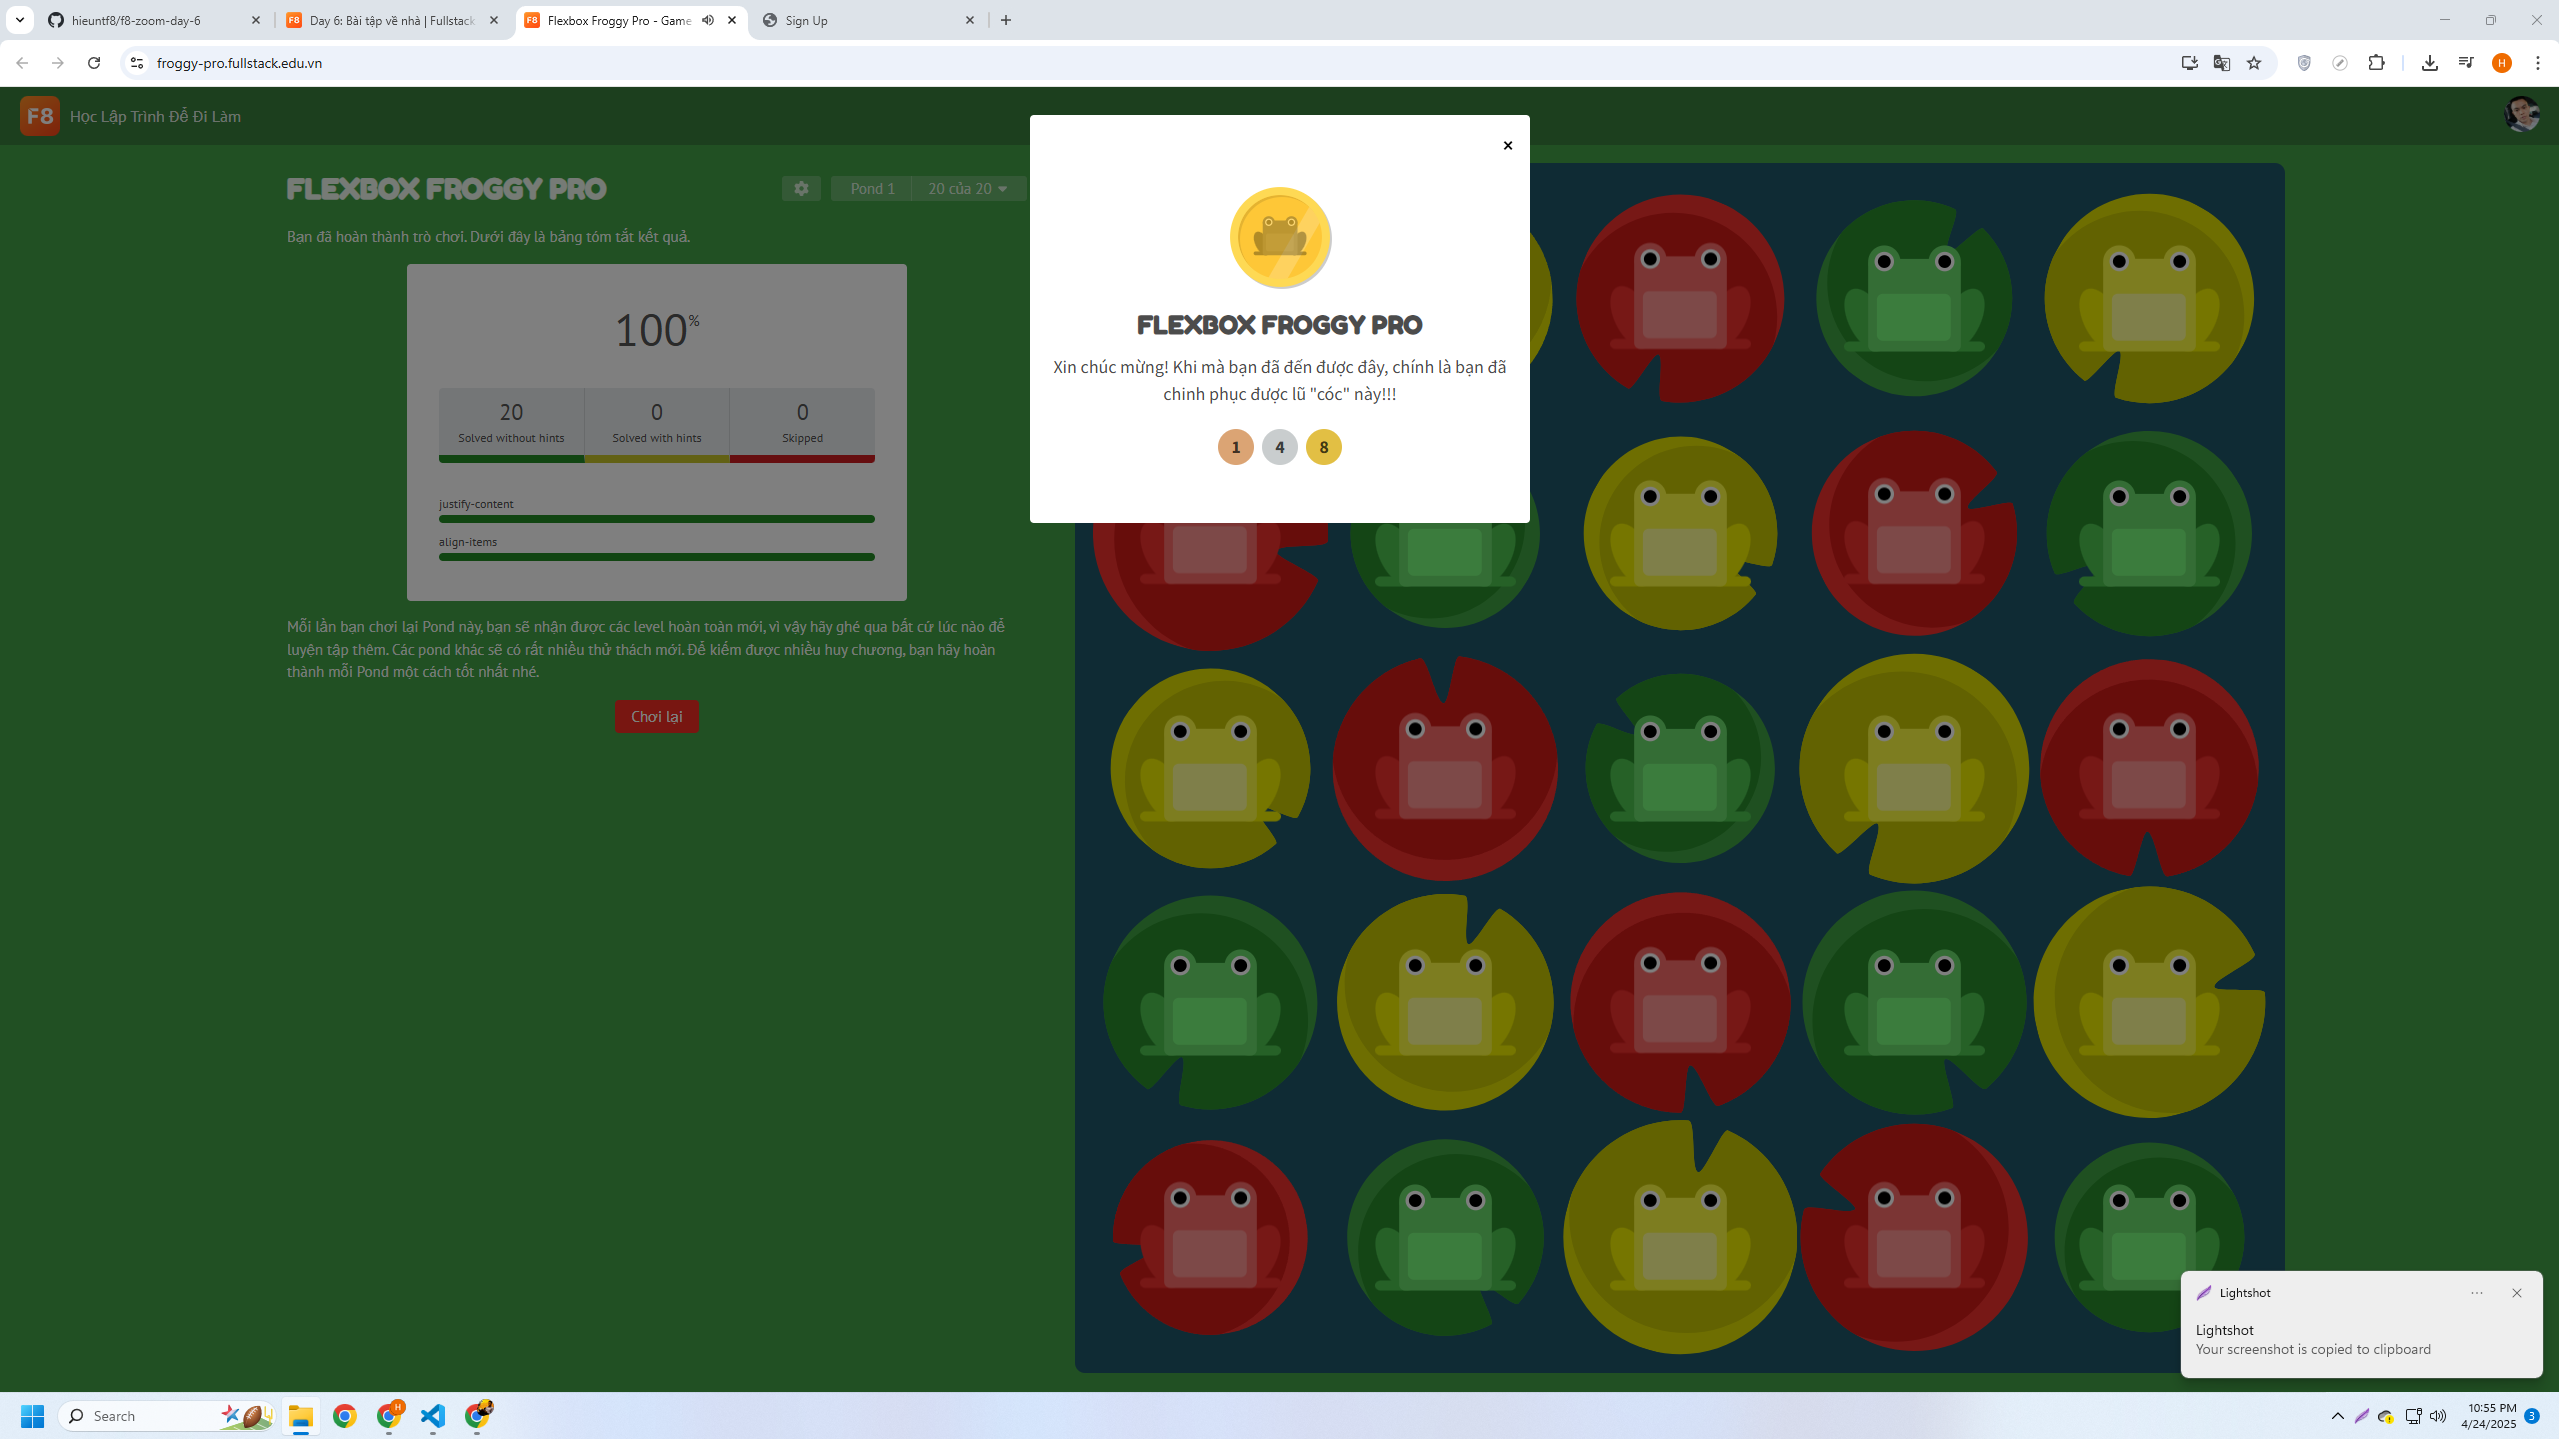 hieuntf8/f8-zoom-day-6
Day 6: Bài tập về nhà | Fullstack
Flexbox Froggy Pro - Game
Sign Up
froggy-pro.fullstack.edu.vn
H
F8 Học Lập Trình Để Đi Làm
FLEXBOX FROGGY PRO
Pond 1
20 của 20
Bạn đã hoàn thành trò chơi. Dưới đây là bảng tóm tắt kết quả.
100%
20
0
0
Solved without hints
Solved with hints
Skipped
justify-content
align-items
Mỗi lần bạn chơi lại Pond này, bạn sẽ nhận được các level hoàn toàn mới, vì vậy hãy ghé qua bất cứ lúc nào để
luyện tập thêm. Các pond khác sẽ có rất nhiều thử thách mới. Để kiếm được nhiều huy chương, bạn hãy hoàn
thành mỗi Pond một cách tốt nhất nhé.
Chơi lại
FLEXBOX FROGGY PRO
Xin chúc mừng! Khi mà bạn đã đến được đây, chính là bạn đã
chinh phục được lũ "cóc" này!!!
1 4 8
Lightshot
Lightshot
Your screenshot is copied to clipboard
Search
H
10:55 PM
4/24/2025
3